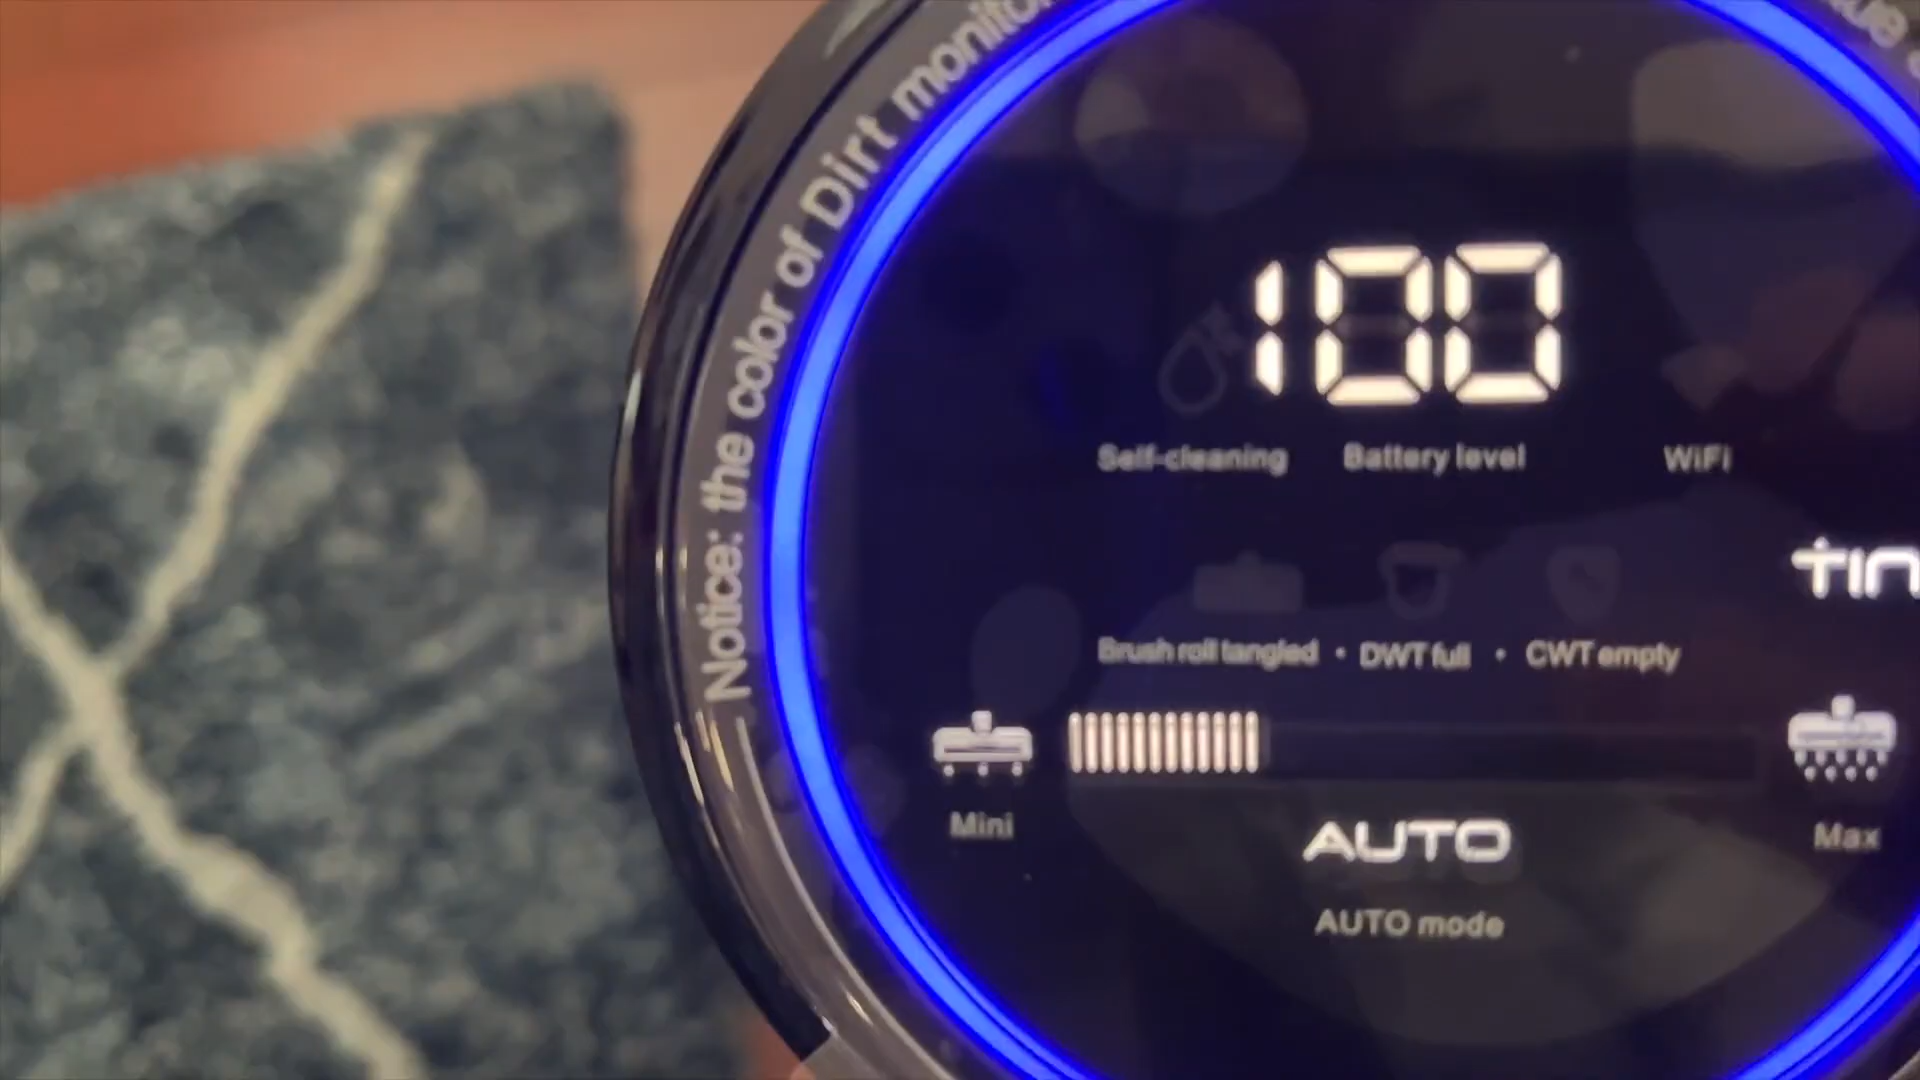 Notice: the color of Dirt monitor
100
Self-cleaning Battery level WiFi
TIN
Brush roll tangled • DWT full • CWT empty
Mini Max
AUTO
AUTO mode